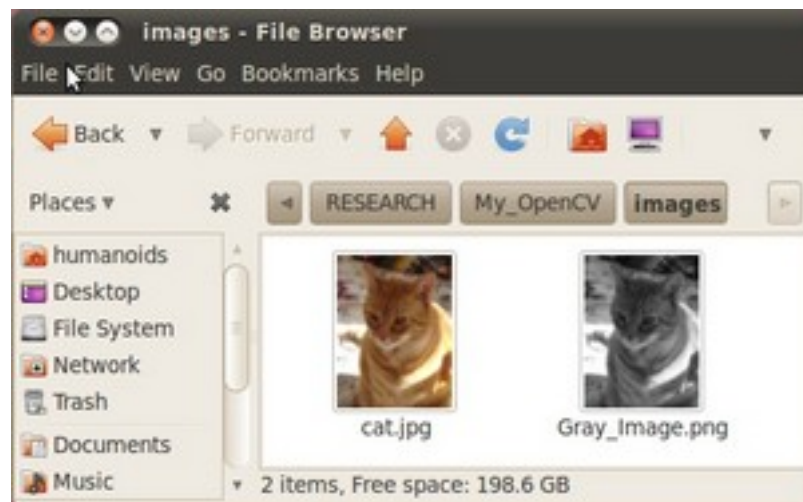 images - File Browser
File Edit View Go Bookmarks Help
Back Forward
Places RESEARCH My_OpenCV images
humanoids
Desktop
File System
Network
Trash
Documents
Music
cat.jpg Gray_Image.png
2 items, Free space: 198.6 GB